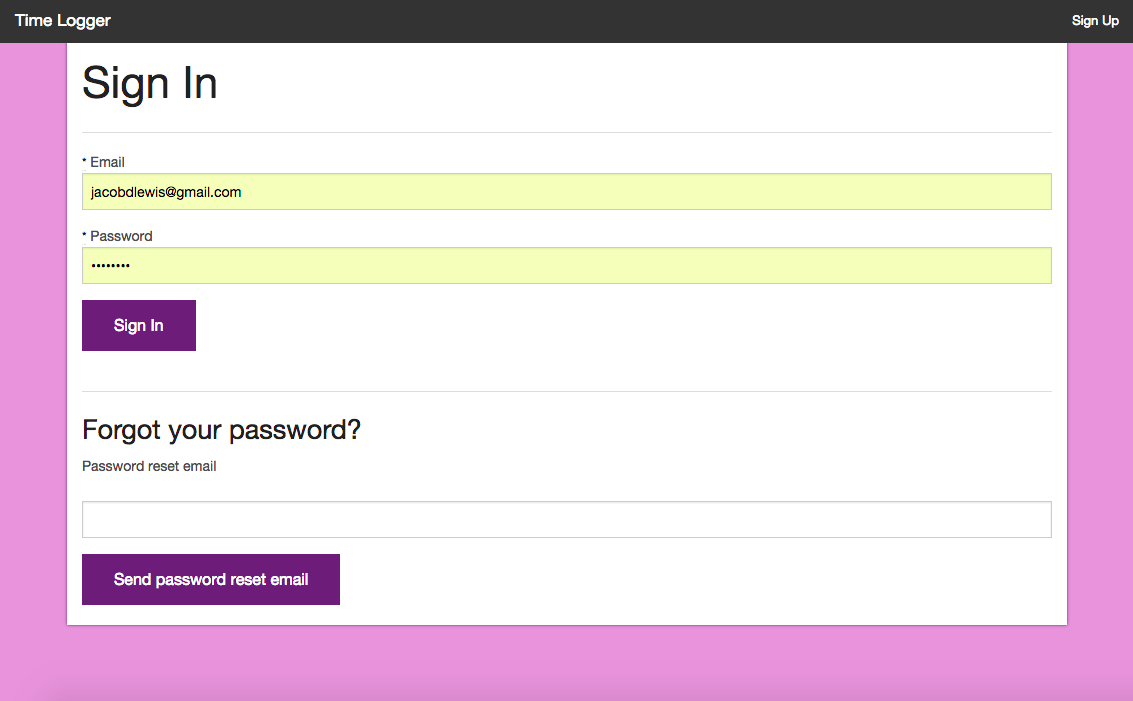 Time Logger
Sign Up
Sign In
* Email
jacobdlewis@gmail.com
* Password
••••••••
Sign In
Forgot your password?
Password reset email
Send password reset email